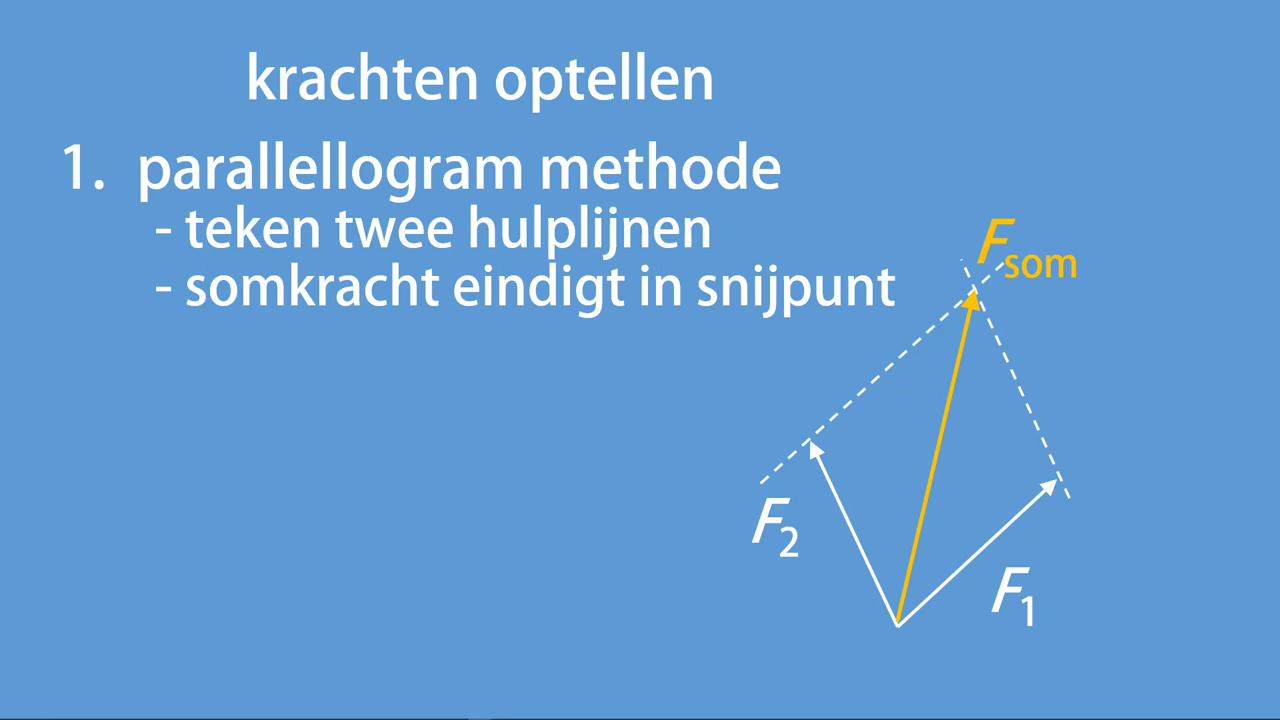 krachten optellen
1. parallellogram methode
- teken twee hulplijnen
- somkracht eindigt in snijpunt
Fsom
F2
F1